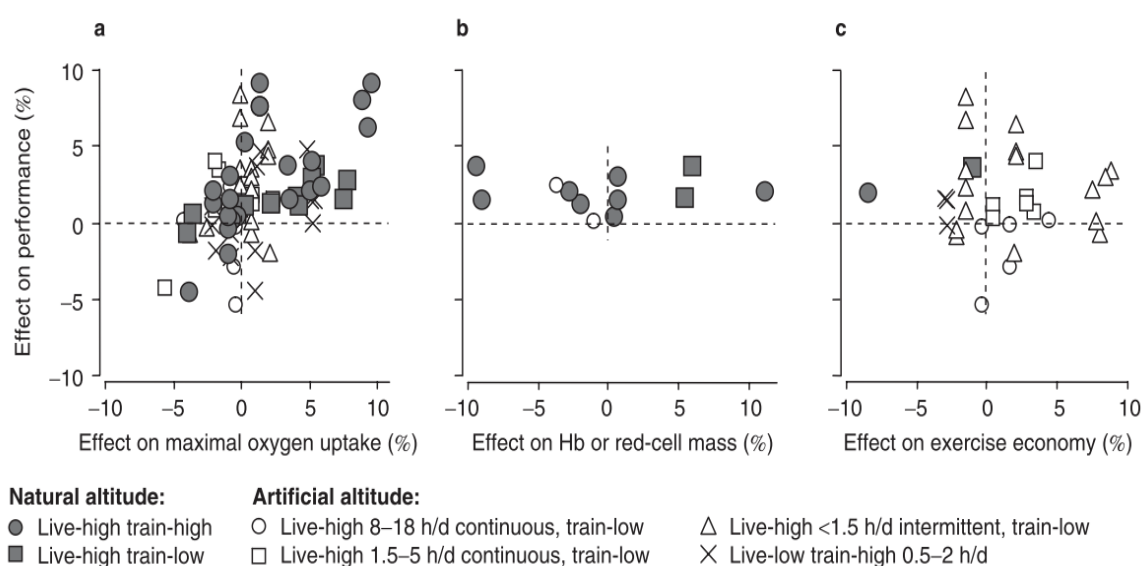 a
b
c
Effect on performance (%)
10
5
0
−5
−10
−10 −5 0 5 10
−10 −5 0 5 10
−10 −5 0 5 10
Effect on maximal oxygen uptake (%)
Effect on Hb or red-cell mass (%)
Effect on exercise economy (%)
Natural altitude:
Live-high train-high
Live-high train-low
Artificial altitude:
Live-high 8–18 h/d continuous, train-low
Live-high 1.5–5 h/d continuous, train-low
Live-high <1.5 h/d intermittent, train-low
Live-low train-high 0.5–2 h/d